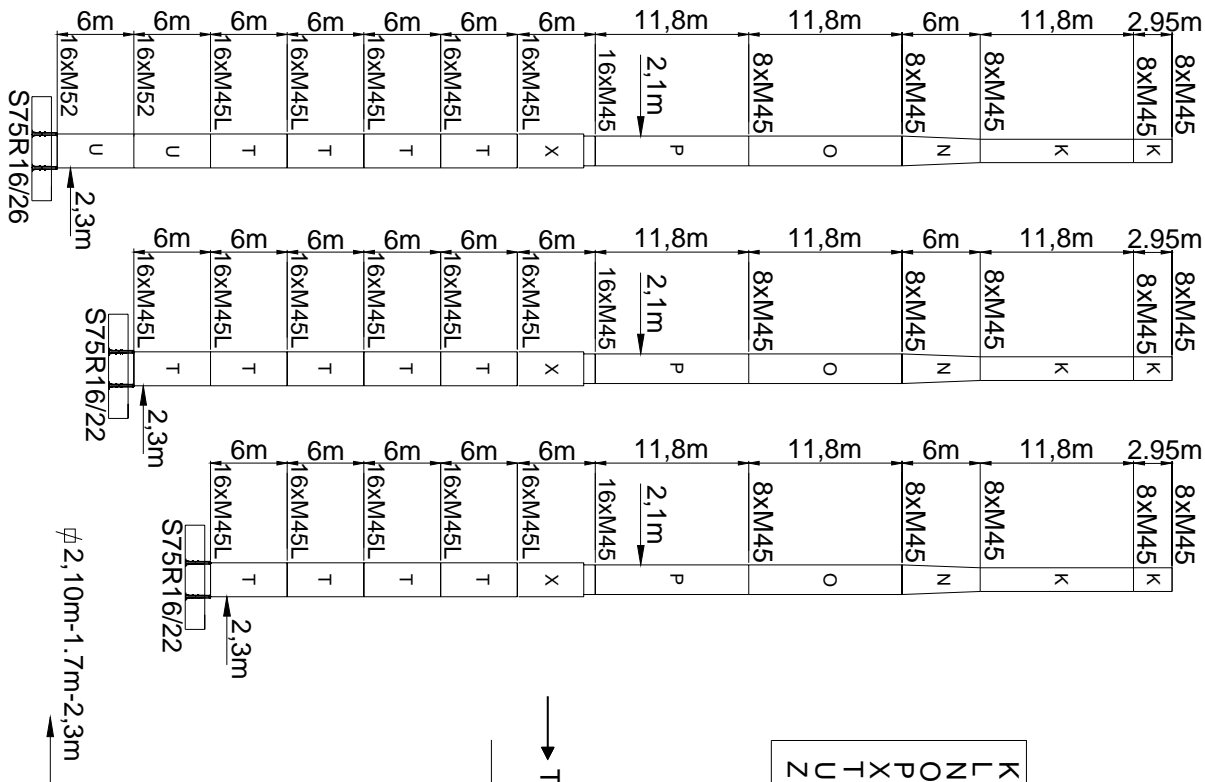 6m 6m 6m 6m 6m 6m 6m 11,8m 11,8m 6m 11,8m 2.95m
16xM52 16xM52 16xM45L 16xM45L 16xM45L 16xM45L 16xM45L 16xM45 2,1m 8xM45 8xM45 8xM45 8xM45 8xM45
U U T T T T X P O N K K
S75R16/26 2,3m
6m 6m 6m 6m 6m 6m 11,8m 11,8m 6m 11,8m 2.95m
16xM45L 16xM45L 16xM45L 16xM45L 16xM45L 16xM45L 16xM45 2,1m 8xM45 8xM45 8xM45 8xM45 8xM45
T T T T T X P O N K K
S75R16/22 2,3m
6m 6m 6m 6m 6m 11,8m 11,8m 6m 11,8m 2.95m
16xM45L 16xM45L 16xM45L 16xM45L 16xM45L 16xM45 2,1m 8xM45 8xM45 8xM45 8xM45 8xM45
T T T T X P O N K K
S75R16/22 2,3m
2,10m-1.7m-2,3m
T
K
L
N
O
P
X
T
U
Z